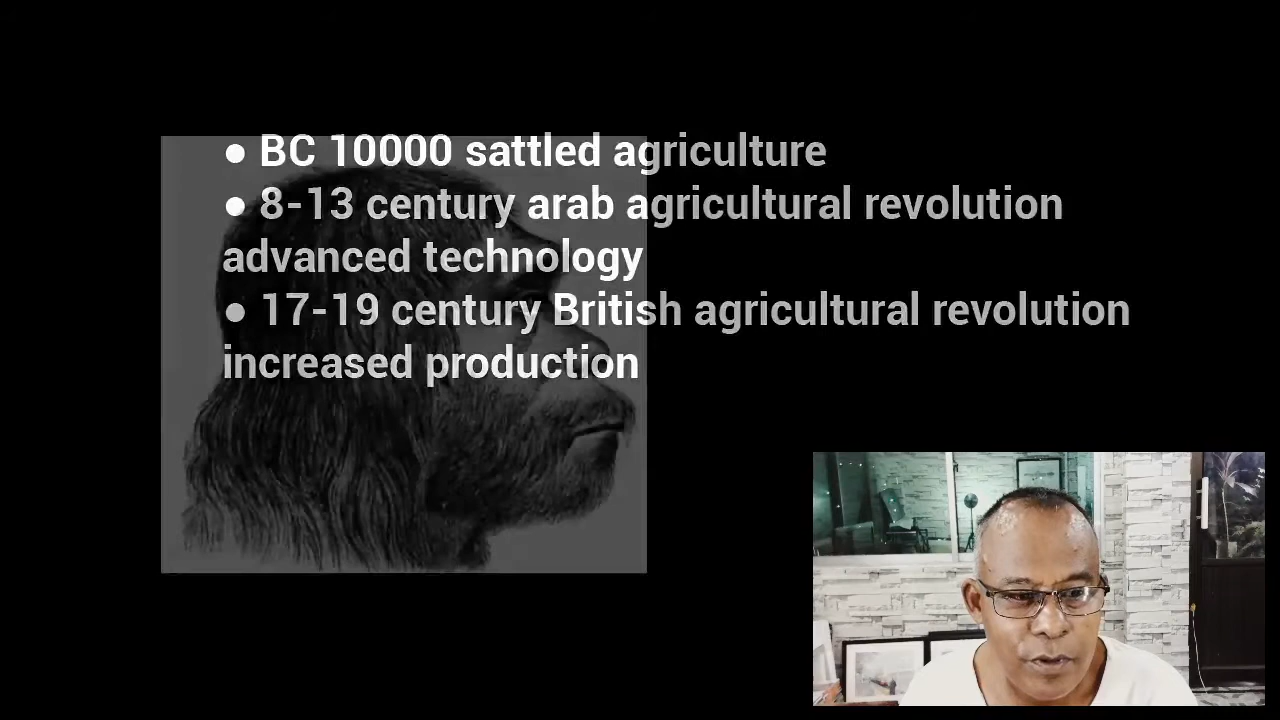 ● BC 10000 sattled agriculture
● 8-13 century arab agricultural revolution
advanced technology
● 17-19 century British agricultural revolution
increased production